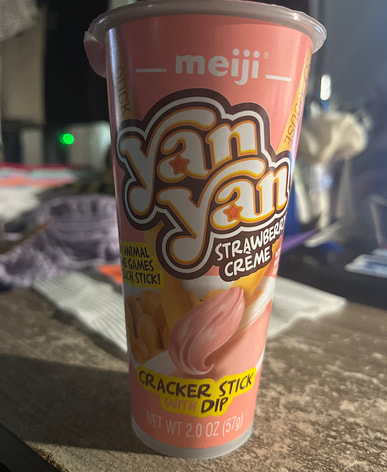 meiji
yan
yan
STRAWBERRY
CREME
ANIMAL
GAMES
STICK!
CRACKER STICK
WITH DIP
NET WT 2.0 OZ (57g)